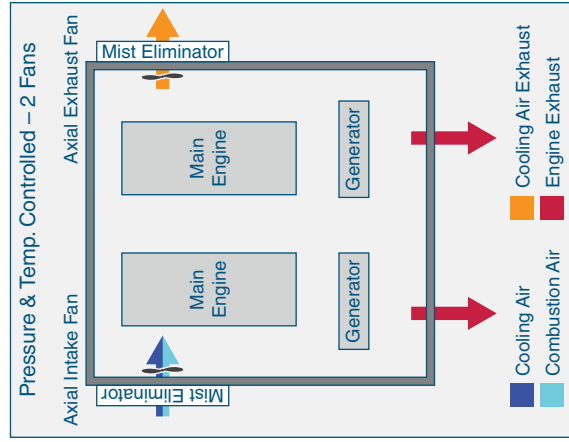 Pressure & Temp. Controlled – 2 Fans
Axial Intake Fan
Axial Exhaust Fan
Mist Eliminator
Mist Eliminator
Main
Engine
Main
Engine
Generator
Generator
Cooling Air
Cooling Air Exhaust
Combustion Air
Engine Exhaust